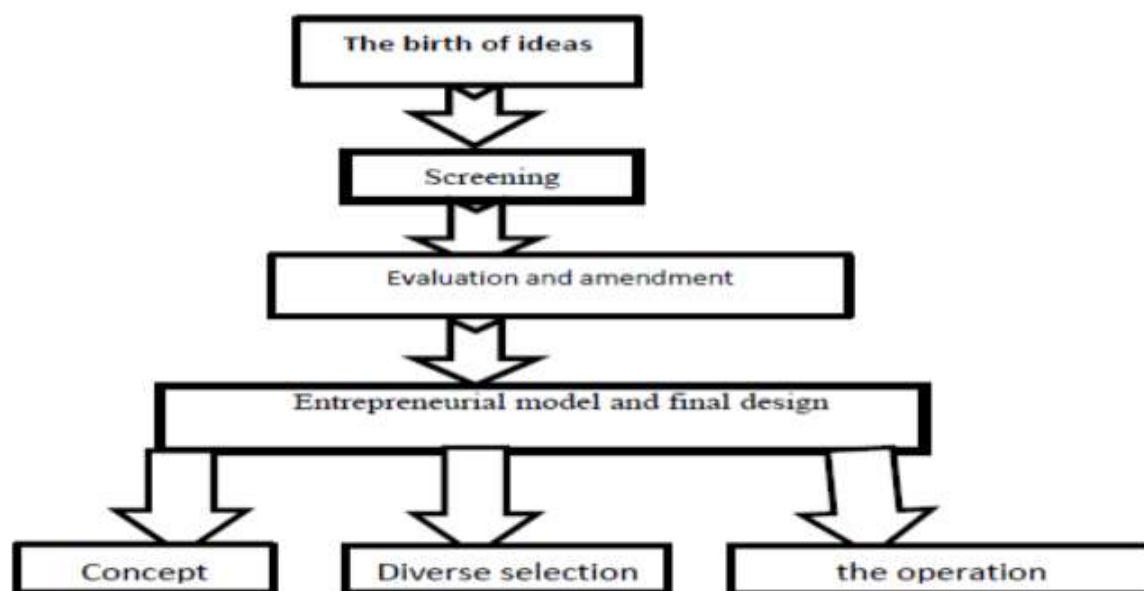 The birth of ideas
Screening
Evaluation and amendment
Entrepreneurial model and final design
Concept
Diverse selection
the operation